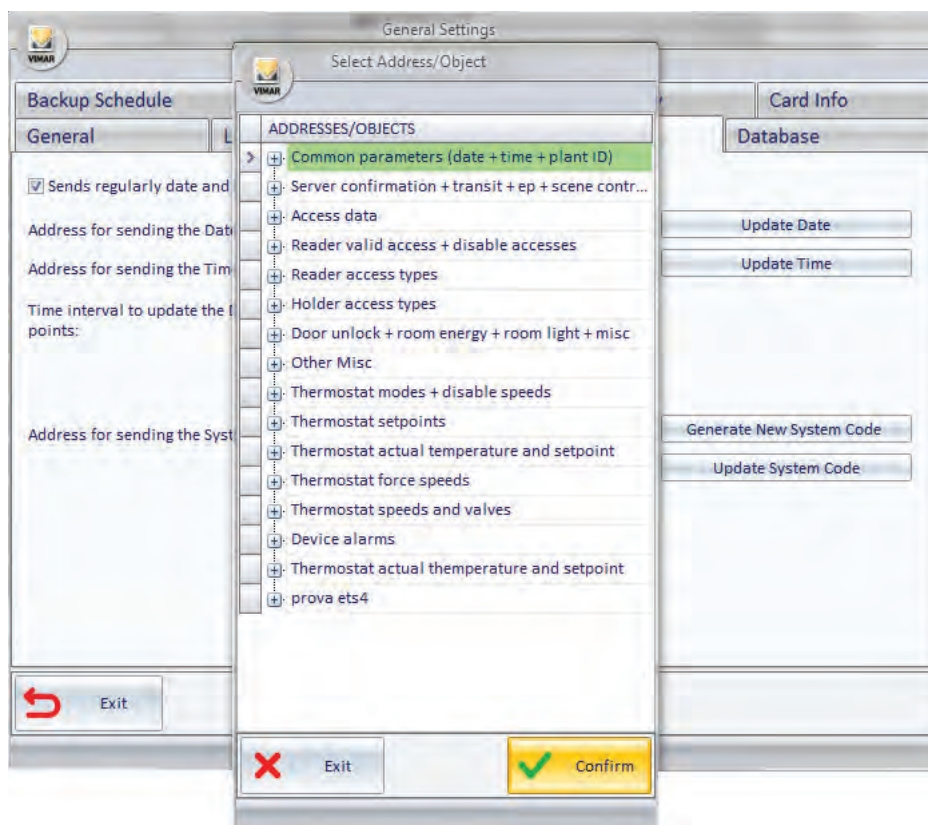 General Settings
VIMAR
Select Address/Object
VIMAR
Backup Schedule
Card Info
General
L
Database
ADDRESSES/OBJECTS
Common parameters (date + time + plant ID)
Server confirmation + transit + ep + scene contr...
Access data
Reader valid access + disable accesses
Reader access types
Holder access types
Door unlock + room energy + room light + misc
Other Misc
Thermostat modes + disable speeds
Thermostat setpoints
Thermostat actual temperature and setpoint
Thermostat force speeds
Thermostat speeds and valves
Device alarms
Thermostat actual themperature and setpoint
prova ets4
Sends regularly date and
Address for sending the Date
Update Date
Address for sending the Tim
Update Time
Time interval to update the
points:
Address for sending the Syst
Generate New System Code
Update System Code
Exit
Exit
Confirm